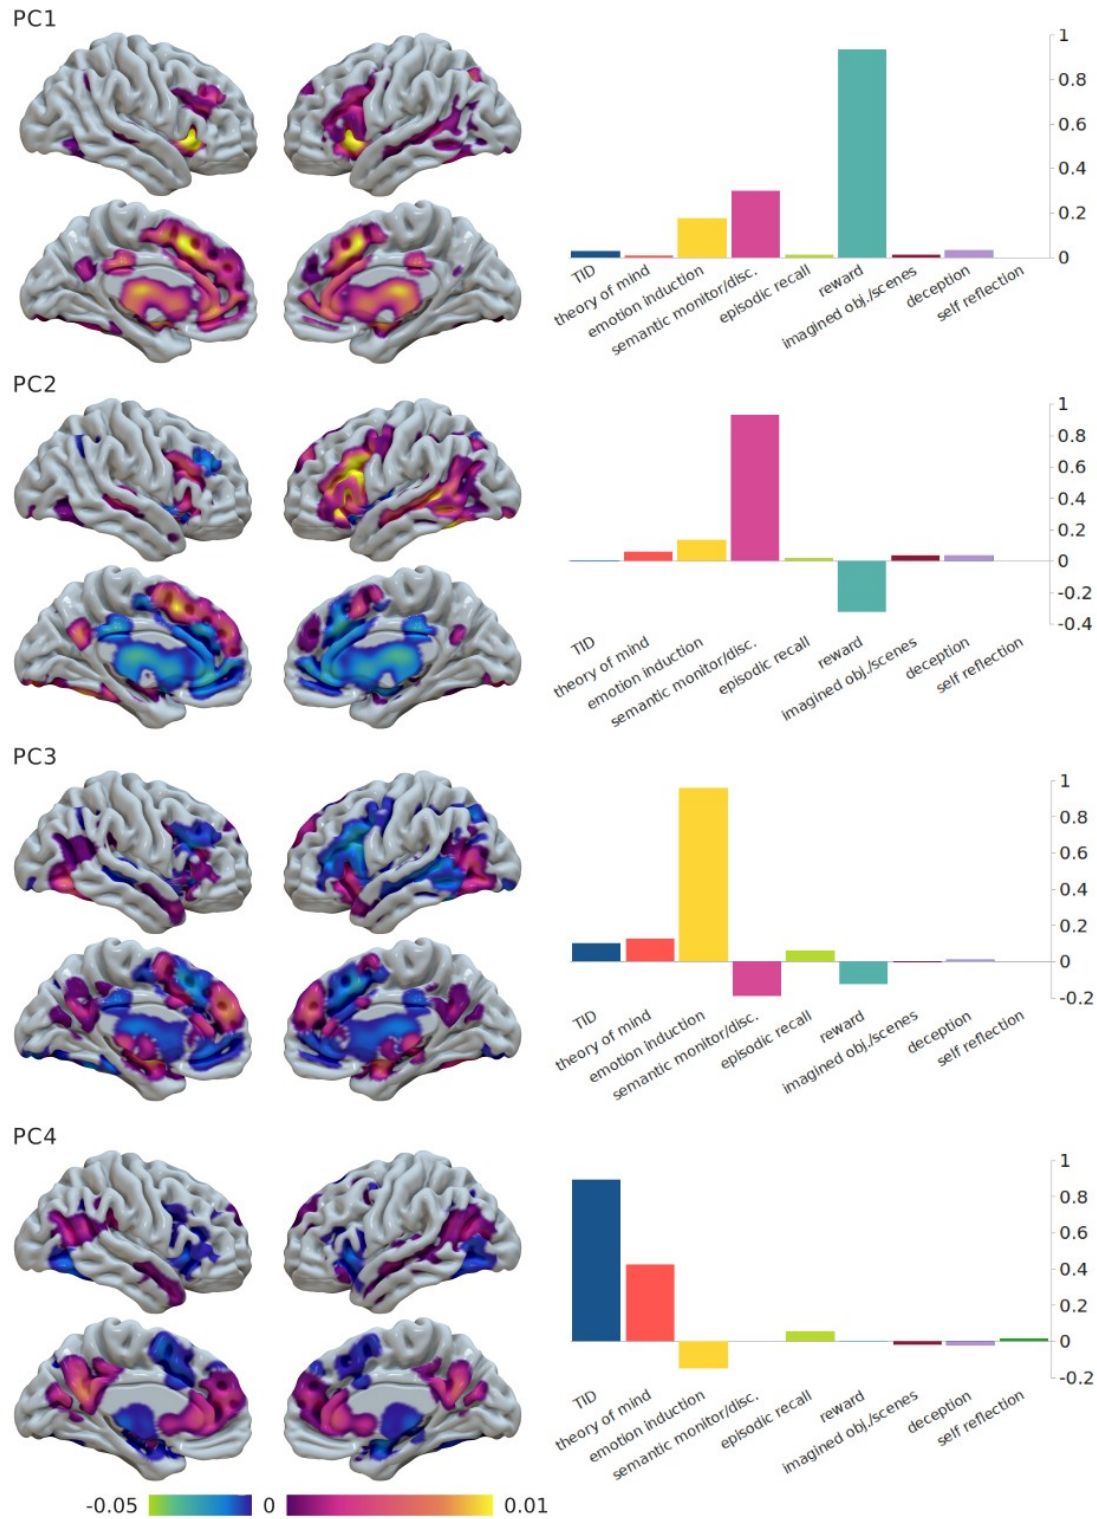 PC1
1
0.8
0.6
0.4
0.2
0
TID
theory of mind
emotion induction
semantic monitor/disc.
episodic recall
reward
imagined obj./scenes
deception
self reflection
PC2
1
0.8
0.6
0.4
0.2
0
-0.2
-0.4
TID
theory of mind
emotion induction
semantic monitor/disc.
episodic recall
reward
imagined obj./scenes
deception
self reflection
PC3
1
0.8
0.6
0.4
0.2
0
-0.2
TID
theory of mind
emotion induction
semantic monitor/disc.
episodic recall
reward
imagined obj./scenes
deception
self reflection
PC4
1
0.8
0.6
0.4
0.2
0
-0.2
TID
theory of mind
emotion induction
semantic monitor/disc.
episodic recall
reward
imagined obj./scenes
deception
self reflection
-0.05 0 0.01